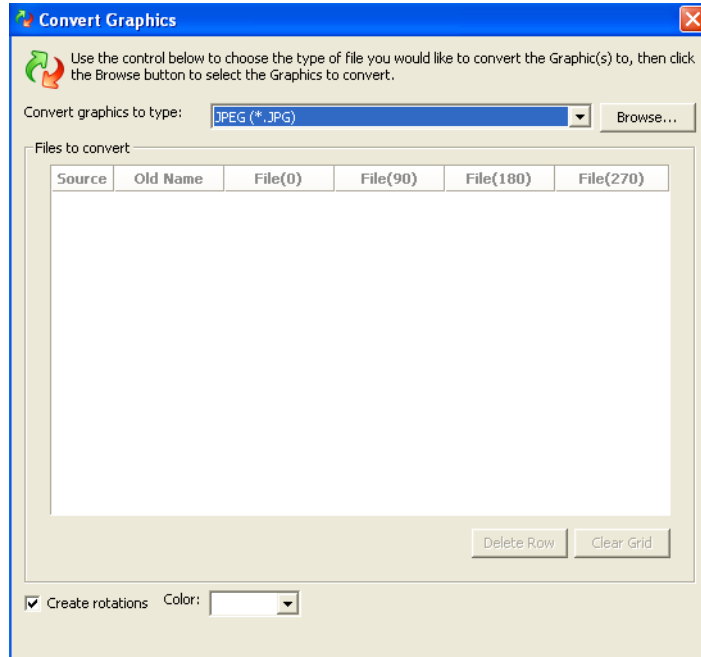 Convert Graphics
Use the control below to choose the type of file you would like to convert the Graphic(s) to, then click
the Browse button to select the Graphics to convert.
Convert graphics to type: JPEG (*.JPG) Browse...
Files to convert
Source Old Name File(0) File(90) File(180) File(270)
Delete Row Clear Grid
Create rotations Color: